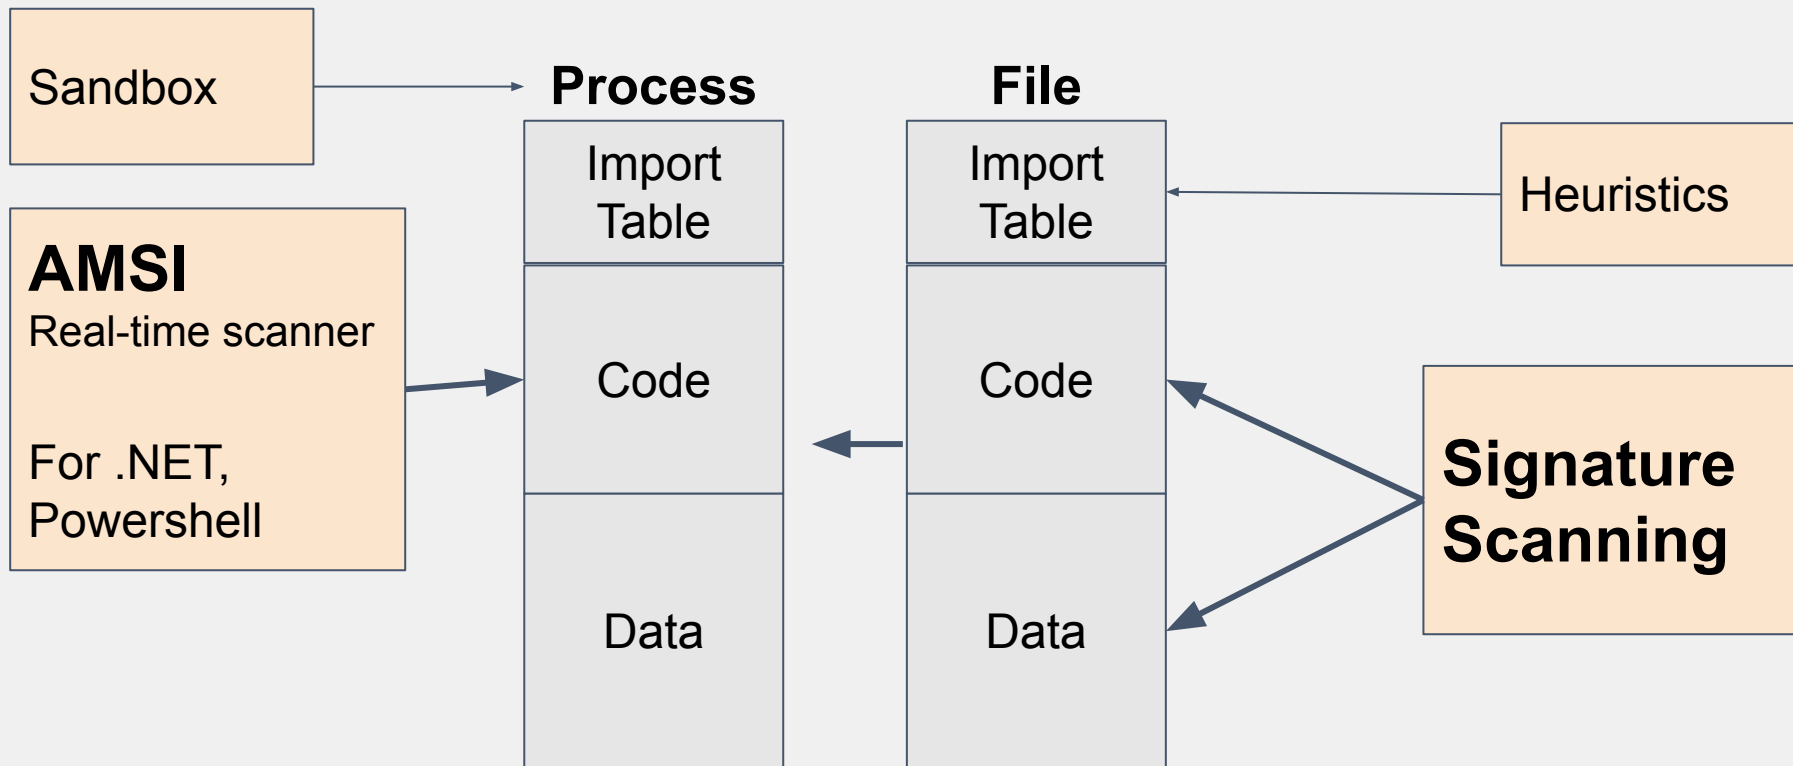 Sandbox
AMSI
Real-time scanner
For .NET,
Powershell
Process
Import
Table
Code
Data
File
Import
Table
Code
Data
Heuristics
Signature
Scanning